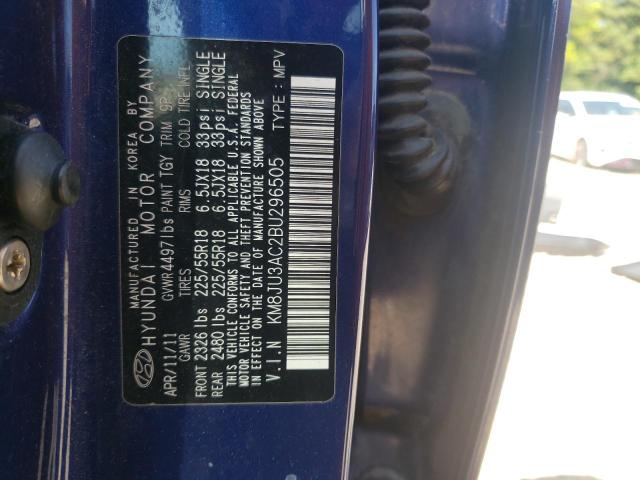 MANUFACTURED IN KOREA BY
HYUNDAI MOTOR COMPANY
APR/11/11 GVWR4497lbs PAINT TGY TRIM 9P
GAWR TIRES RIMS COLD TIRE INFL
FRONT 2326 lbs 225/55R18 6.5JX18 33psi SINGLE
REAR 2480 lbs 225/55R18 6.5JX18 33psi SINGLE
THIS VEHICLE CONFORMS TO ALL APPLICABLE U.S.A. FEDERAL
MOTOR VEHICLE SAFETY AND THEFT PREVENTION STANDARDS
IN EFFECT ON THE DATE OF MANUFACTURE SHOWN ABOVE
V.I.N KM8JU3AC2BU296505 TYPE : MPV